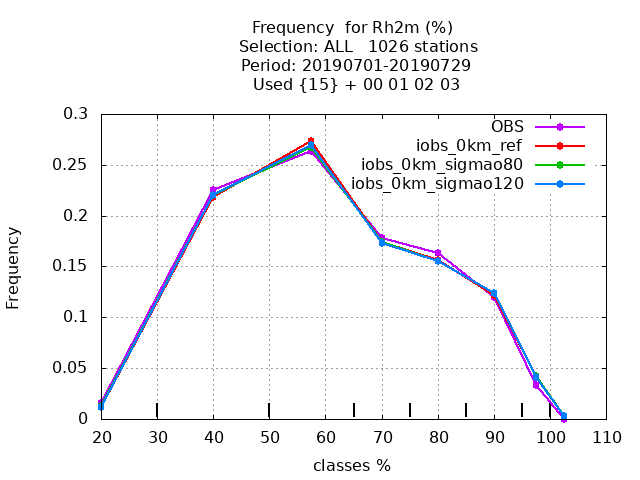 Frequency  for Rh2m (%)
Selection: ALL   1026 stations
Period: 20190701-20190729
Used {15} + 00 01 02 03
OBS
iobs_0km_ref
iobs_0km_sigmao80
iobs_0km_sigmao120
Frequency
0.3
0.25
0.2
0.15
0.1
0.05
0
20 30 40 50 60 70 80 90 100 110
classes %